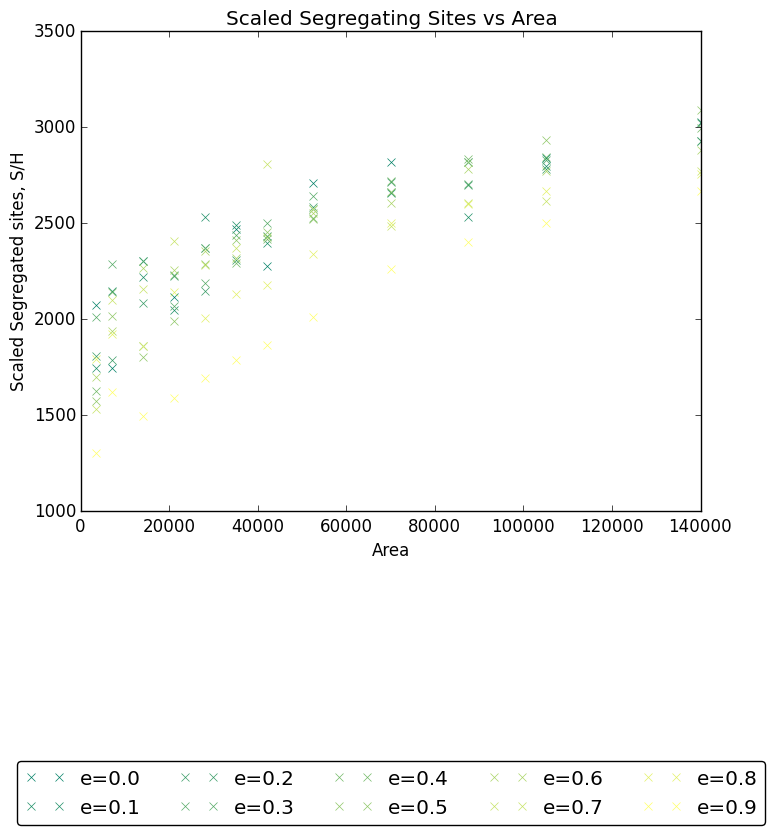 Scaled Segregating Sites vs Area
3500
3000
2500
2000
1500
1000
Scaled Segregated sites, S/H
0 20000 40000 60000 80000 100000 120000 140000
Area
e=0.0 e=0.2 e=0.4 e=0.6 e=0.8
e=0.1 e=0.3 e=0.5 e=0.7 e=0.9